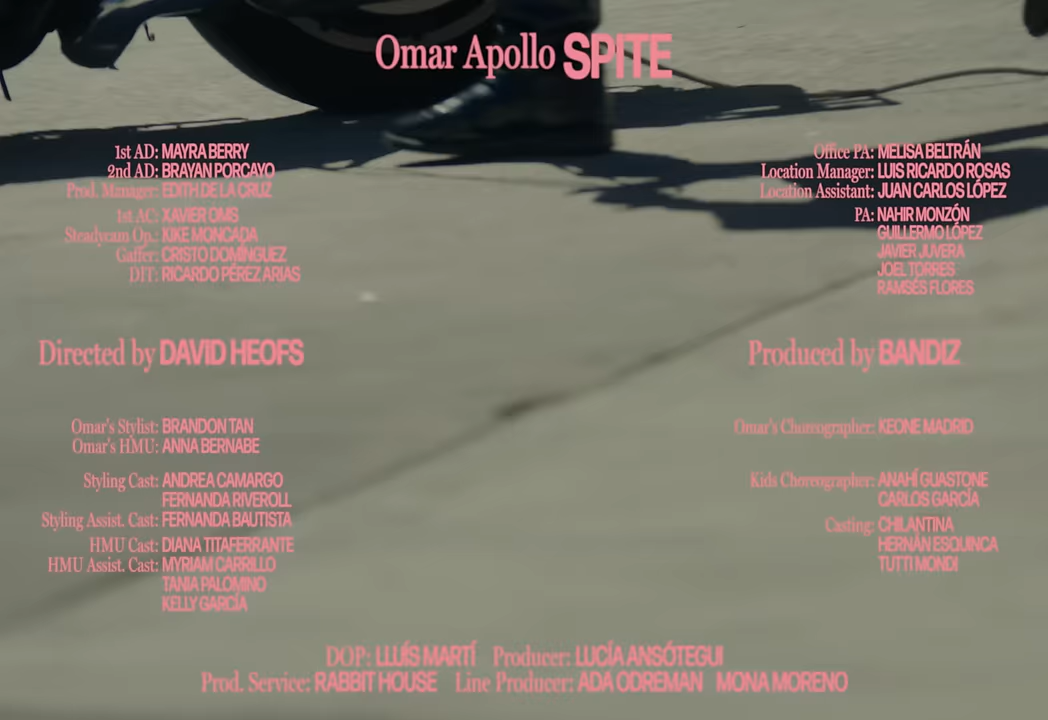 Omar Apollo SPITE
1st AD: MAYRA BERRY
2nd AD: BRAYAN PORCAYO
Prod. Manager: EDITH DE LA CRUZ
1st AC: XAVIER OMS
Steadycam Op.: KIKE MONCADA
Gaffer: CRISTO DOMÍNGUEZ
DIT: RICARDO PÉREZ ARIAS
Office PA: MELISA BELTRÁN
Location Manager: LUIS RICARDO ROSAS
Location Assistant: JUAN CARLOS LÓPEZ
PA: NAHIR MONZÓN
GUILLERMO LÓPEZ
JAVIER JUVERA
JOEL TORRES
RAMSÉS FLORES
Directed by DAVID HEOFS
Produced by BANDIZ
Omar's Stylist: BRANDON TAN
Omar's HMU: ANNA BERNABE
Styling Cast: ANDREA CAMARGO
FERNANDA RIVEROLL
Styling Assist. Cast: FERNANDA BAUTISTA
HMU Cast: DIANA TITAFERRANTE
HMU Assist. Cast: MYRIAM CARRILLO
TANIA PALOMINO
KELLY GARCÍA
Omar's Choreographer: KEONE MADRID
Kids Choreographer: ANAHÍ GUASTONE
CARLOS GARCÍA
Casting: CHILANTINA
HERNÁN ESQUINCA
TUTTI MONDI
DOP: LLUÍS MARTÍ Producer: LUCÍA ANSÓTEGUI
Prod. Service: RABBIT HOUSE Line Producer: ADA ODREMAN MONA MORENO